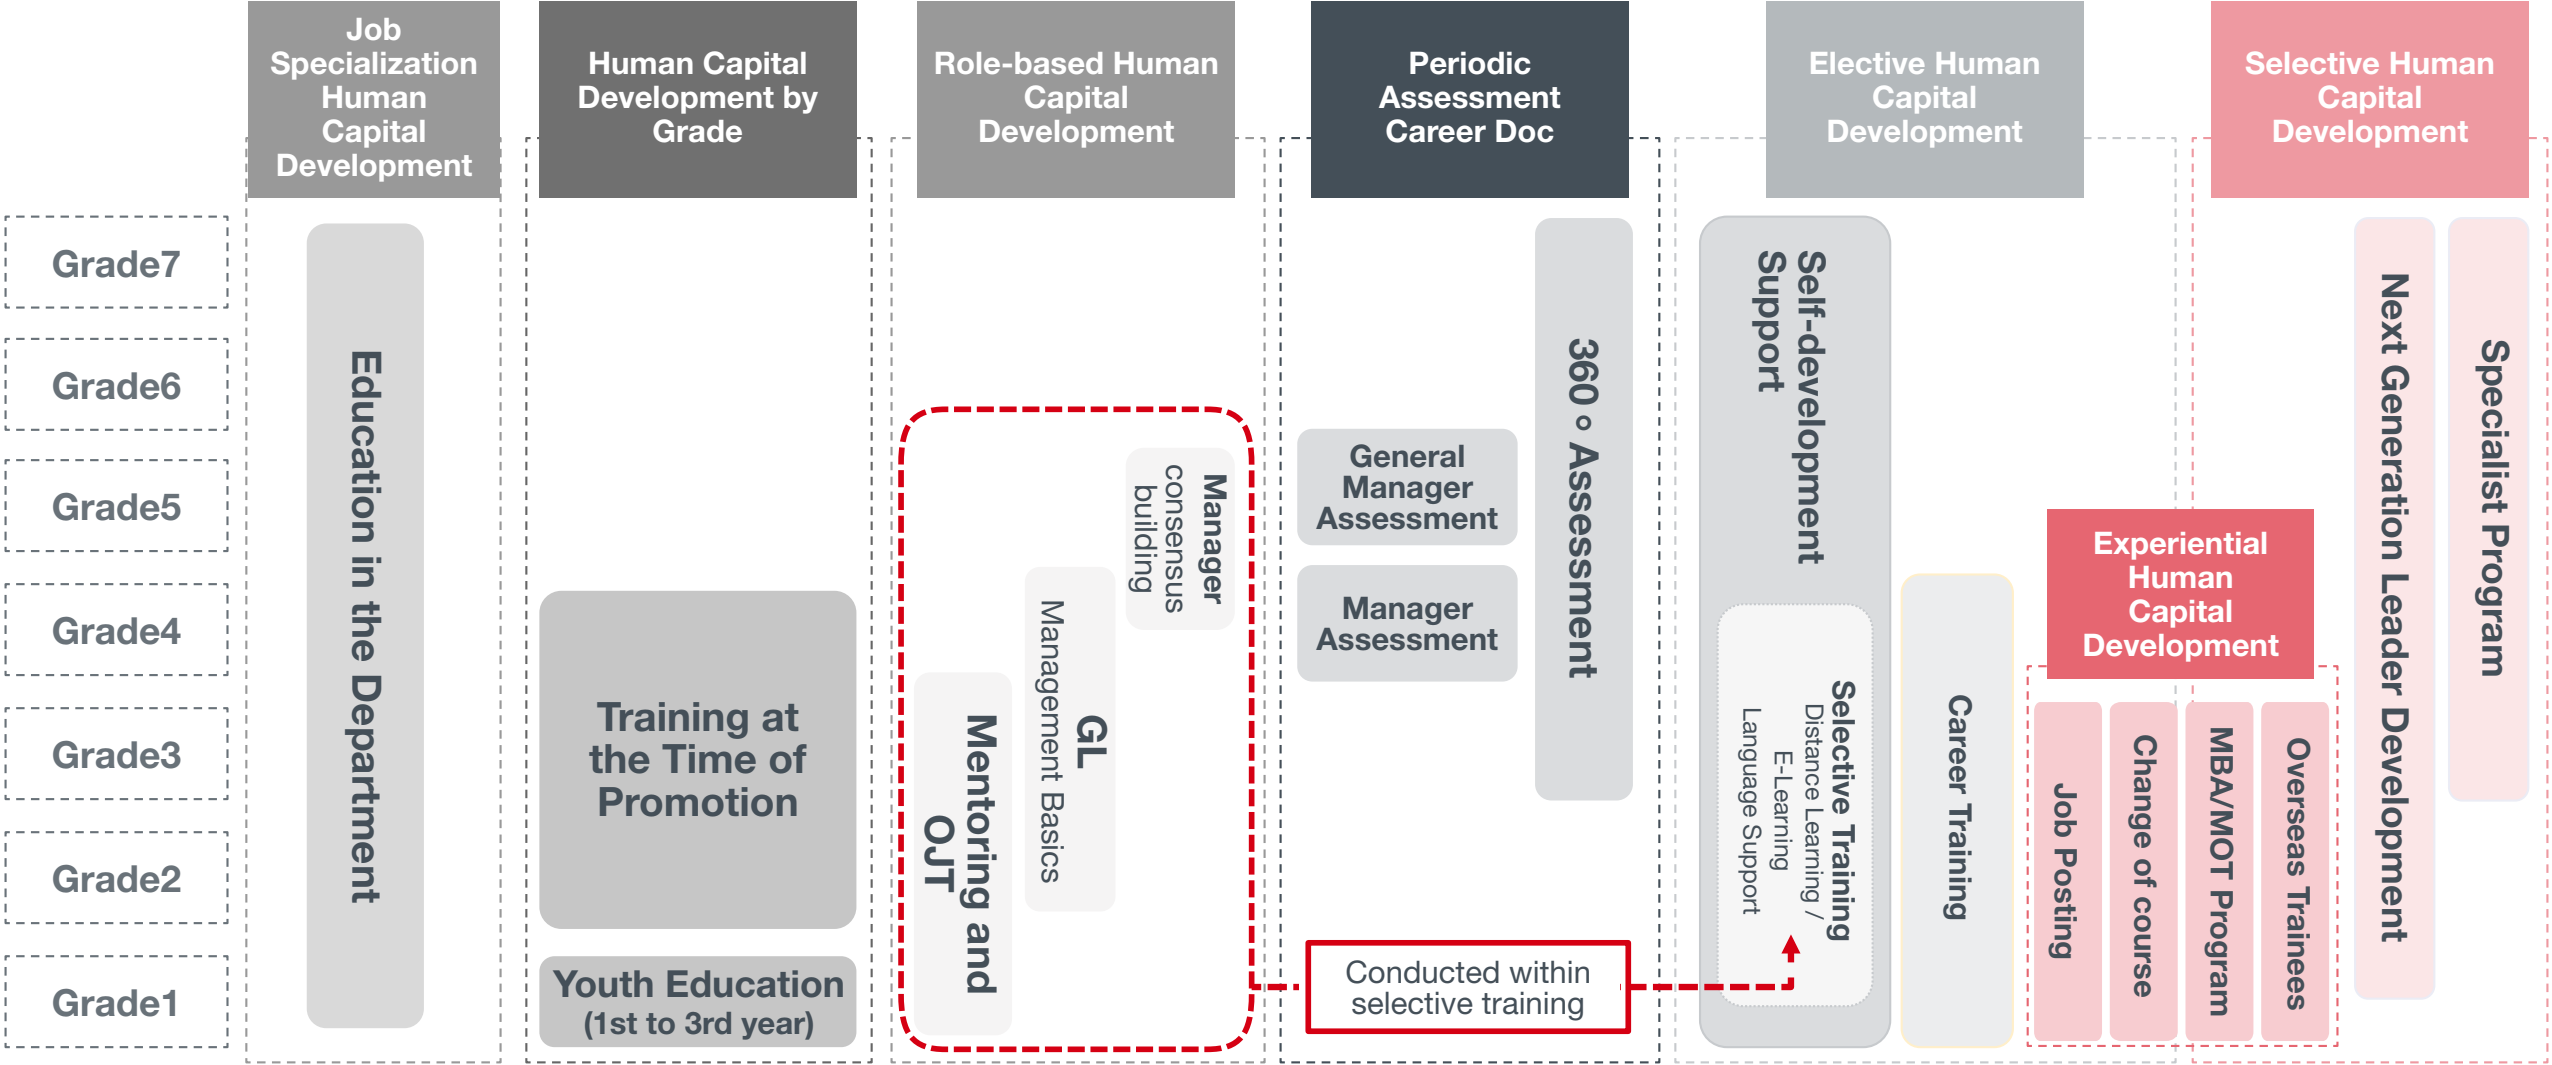 Job
Specialization
Human
Capital
Development
Human Capital
Development by
Grade
Role-based Human
Capital
Development
Periodic
Assessment
Career Doc
Elective Human
Capital
Development
Selective Human
Capital
Development
Grade7
Grade6
Grade5
Grade4
Grade3
Grade2
Grade1
Education in the Department
Training at
the Time of
Promotion
Youth Education
(1st to 3rd year)
Mentoring and
OJT
GL
Management Basics
Manager
consensus
building
General
Manager
Assessment
Manager
Assessment
360° Assessment
Conducted within
selective training
Self-development
Support
Selective Training
Distance Learning /
E-Learning
Language Support
Career Training
Experiential
Human
Capital
Development
Job Posting
Change of course
MBA/MOT Program
Overseas Trainees
Next Generation Leader Development
Specialist Program